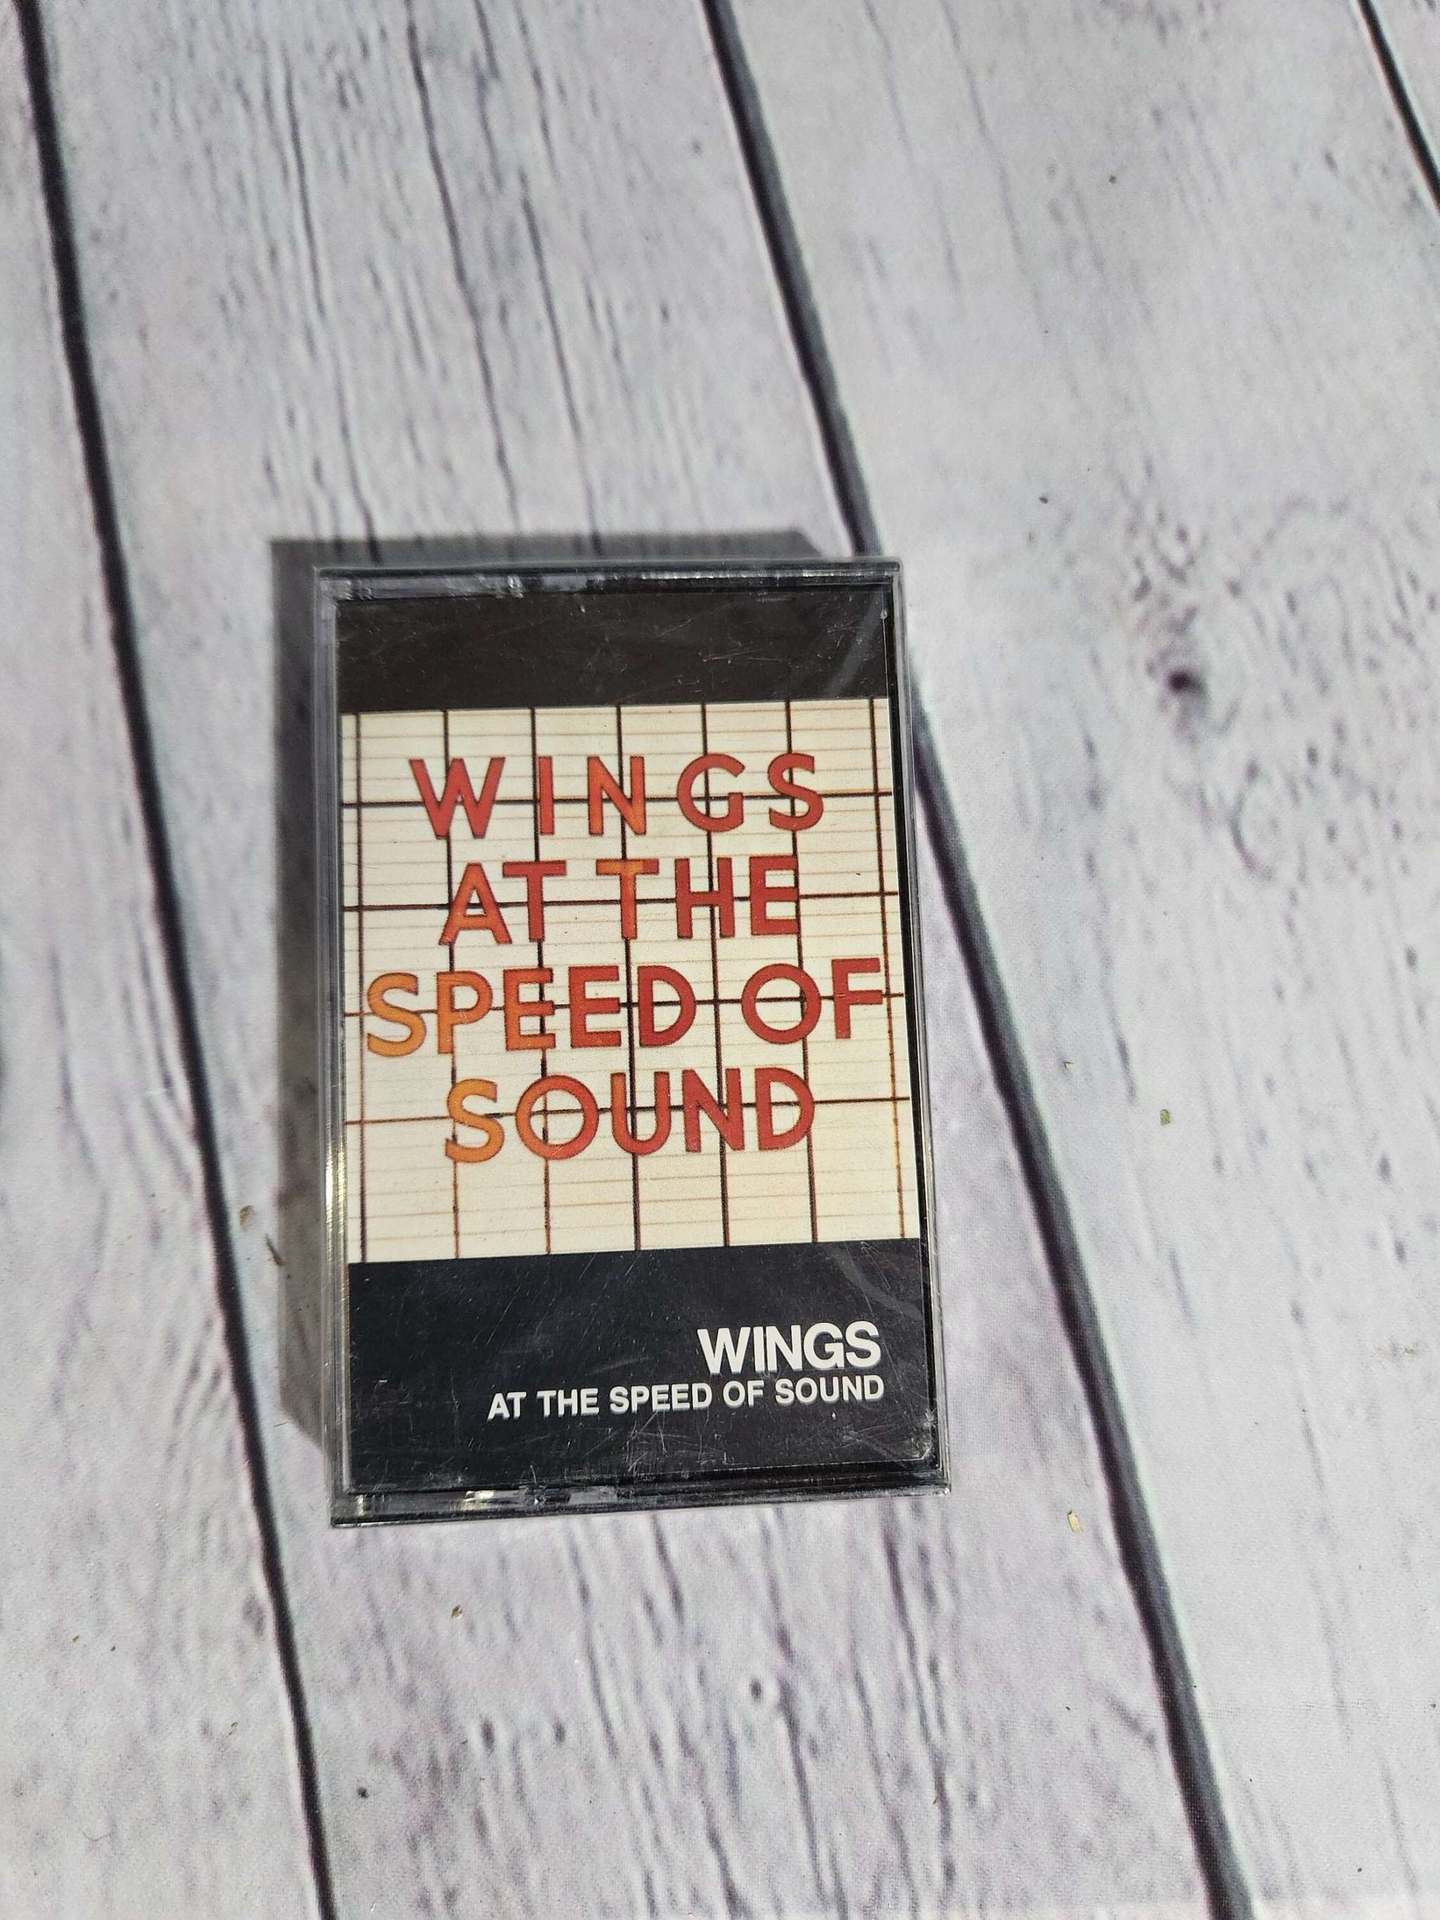 WINGS
AT THE
SPEED OF
SOUND
WINGS
AT THE SPEED OF SOUND